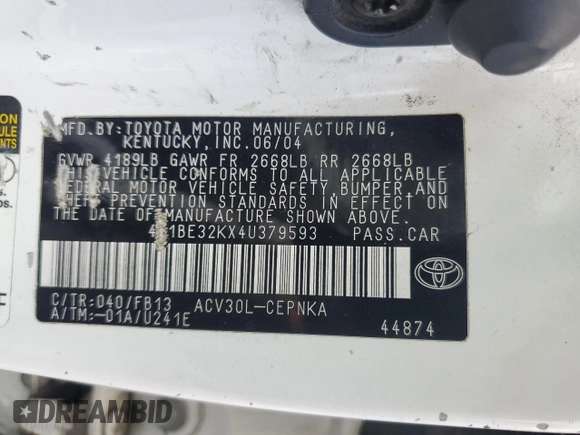 MFD.BY:TOYOTA MOTOR MANUFACTURING,
KENTUCKY, INC. 06/04
GVWR 4189LB GAWR FR 2668LB RR 2668LB
THIS VEHICLE CONFORMS TO ALL APPLICABLE
FEDERAL MOTOR VEHICLE SAFETY, BUMPER, AND
THEFT PREVENTION STANDARDS IN EFFECT ON
THE DATE OF MANUFACTURE SHOWN ABOVE.
BE32KX4U379593 PASS.CAR
C/TR:040/FB13 ACV30L-CEPNKA
A/TM:-01A/U241E
44874
TOYOTA
DREAMBID